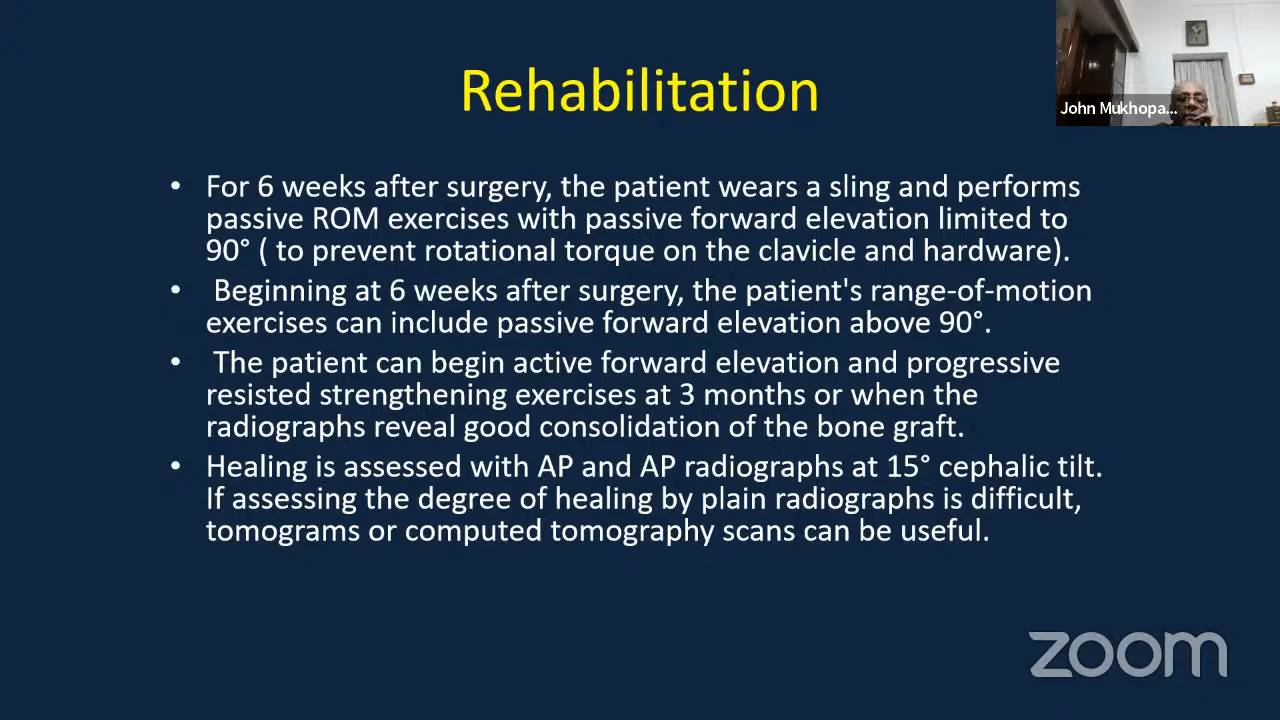 Rehabilitation
John Mukhopa...
• For 6 weeks after surgery, the patient wears a sling and performs
passive ROM exercises with passive forward elevation limited to
90° ( to prevent rotational torque on the clavicle and hardware).
• Beginning at 6 weeks after surgery, the patient's range-of-motion
exercises can include passive forward elevation above 90°.
• The patient can begin active forward elevation and progressive
resisted strengthening exercises at 3 months or when the
radiographs reveal good consolidation of the bone graft.
• Healing is assessed with AP and AP radiographs at 15° cephalic tilt.
If assessing the degree of healing by plain radiographs is difficult,
tomograms or computed tomography scans can be useful.
zoom